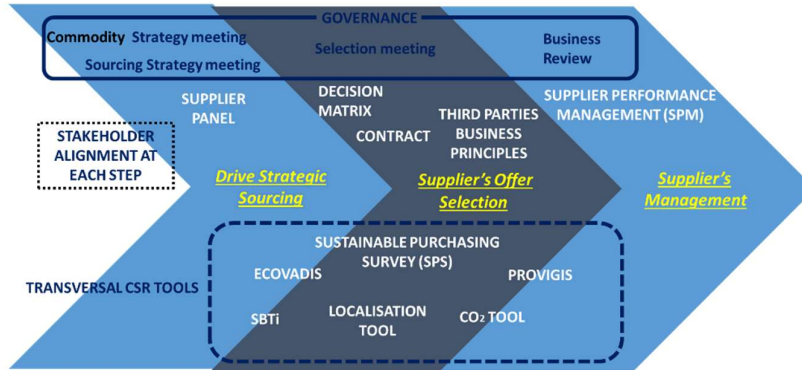 GOVERNANCE
Commodity Strategy meeting
Sourcing Strategy meeting
Selection meeting
Business
Review
SUPPLIER
PANEL
DECISION
MATRIX
CONTRACT
THIRD PARTIES
BUSINESS
PRINCIPLES
SUPPLIER PERFORMANCE
MANAGEMENT (SPM)
STAKEHOLDER
ALIGNMENT AT
EACH STEP
Drive Strategic
Sourcing
Supplier's Offer
Selection
Supplier's
Management
TRANSVERSAL CSR TOOLS
SUSTAINABLE PURCHASING
SURVEY (SPS)
ECOVADIS
PROVIGIS
SBTi
LOCALISATION
TOOL
CO₂ TOOL